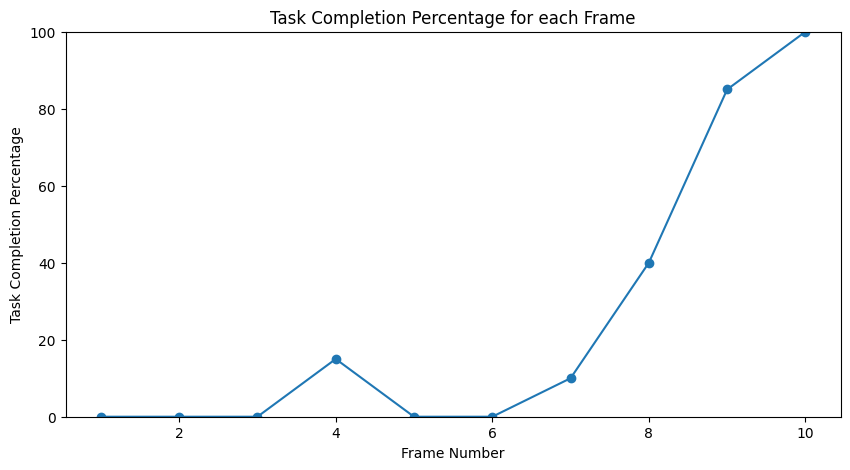 Task Completion Percentage for each Frame
100
80
60
40
20
0
Task Completion Percentage
2 4 6 8 10
Frame Number